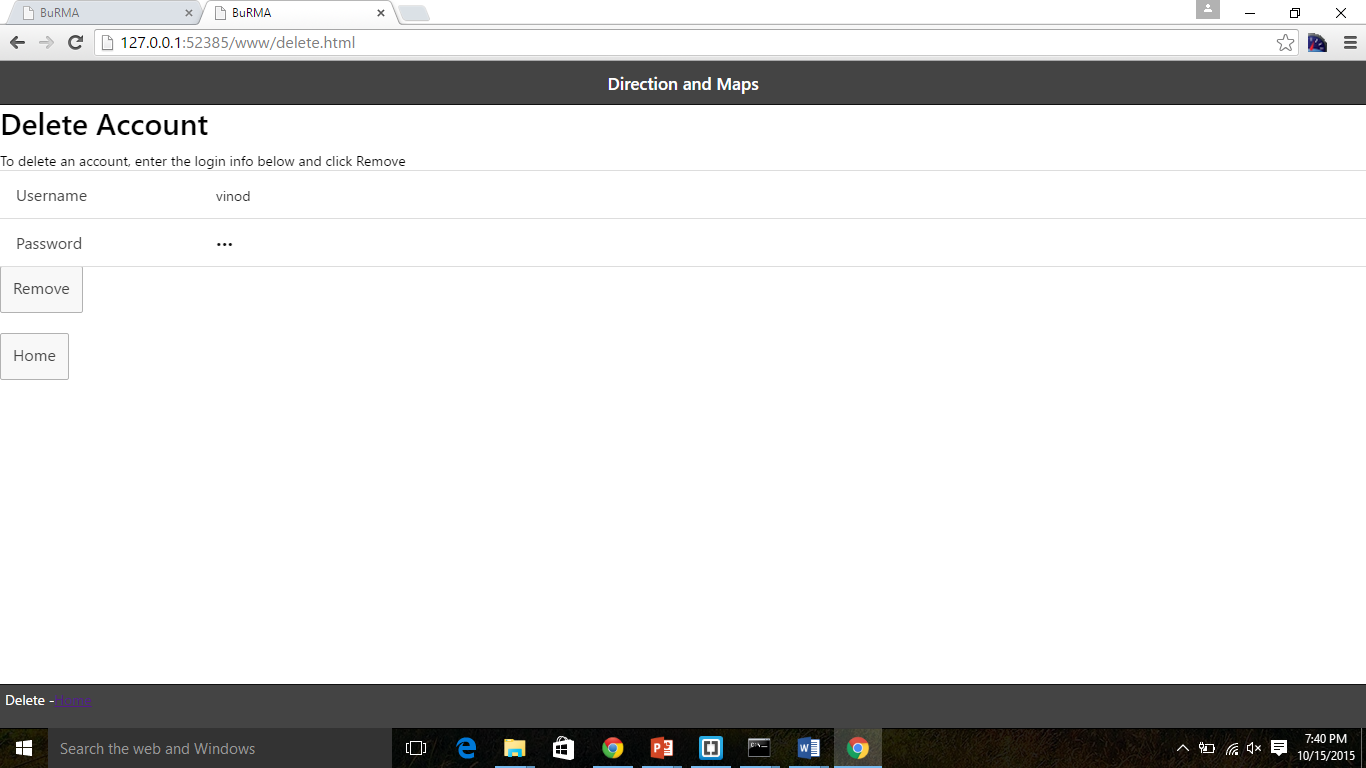 BuRMA BuRMA
127.0.0.1:52385/www/delete.html
Direction and Maps
Delete Account
To delete an account, enter the login info below and click Remove
Username vinod
Password •••
Remove
Home
Delete -Home
Search the web and Windows
7:40 PM
10/15/2015